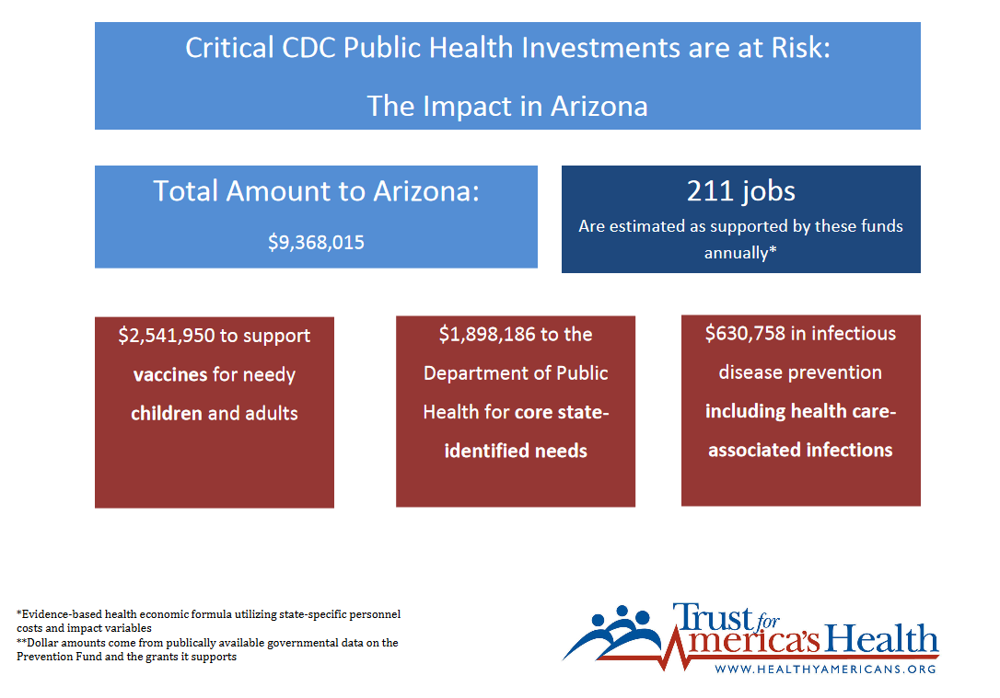 Critical CDC Public Health Investments are at Risk:
The Impact in Arizona
Total Amount to Arizona:
$9,368,015
211 jobs
Are estimated as supported by these funds
annually*
$2,541,950 to support
vaccines for needy
children and adults
$1,898,186 to the
Department of Public
Health for core state-
identified needs
$630,758 in infectious
disease prevention
including health care-
associated infections
*Evidence-based health economic formula utilizing state-specific personnel
costs and impact variables
**Dollar amounts come from publically available governmental data on the
Prevention Fund and the grants it supports
Trust for
America's Health
WWW.HEALTHYAMERICANS.ORG